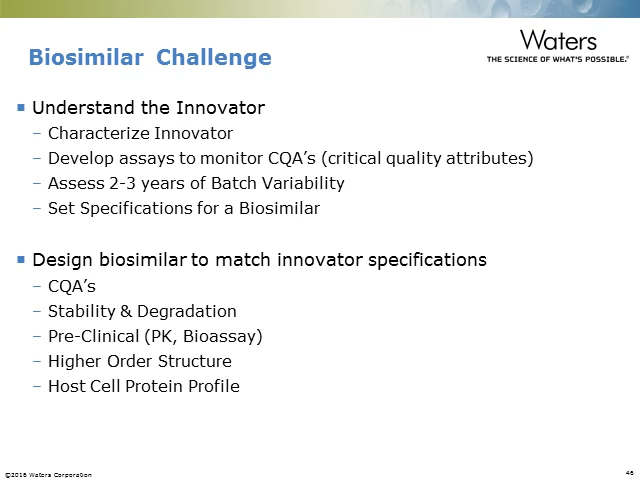 Biosimilar Challenge
Waters
THE SCIENCE OF WHAT'S POSSIBLE.®
Understand the Innovator
– Characterize Innovator
– Develop assays to monitor CQA’s (critical quality attributes)
– Assess 2-3 years of Batch Variability
– Set Specifications for a Biosimilar
Design biosimilar to match innovator specifications
– CQA’s
– Stability & Degradation
– Pre-Clinical (PK, Bioassay)
– Higher Order Structure
– Host Cell Protein Profile
©2016 Waters Corporation
46